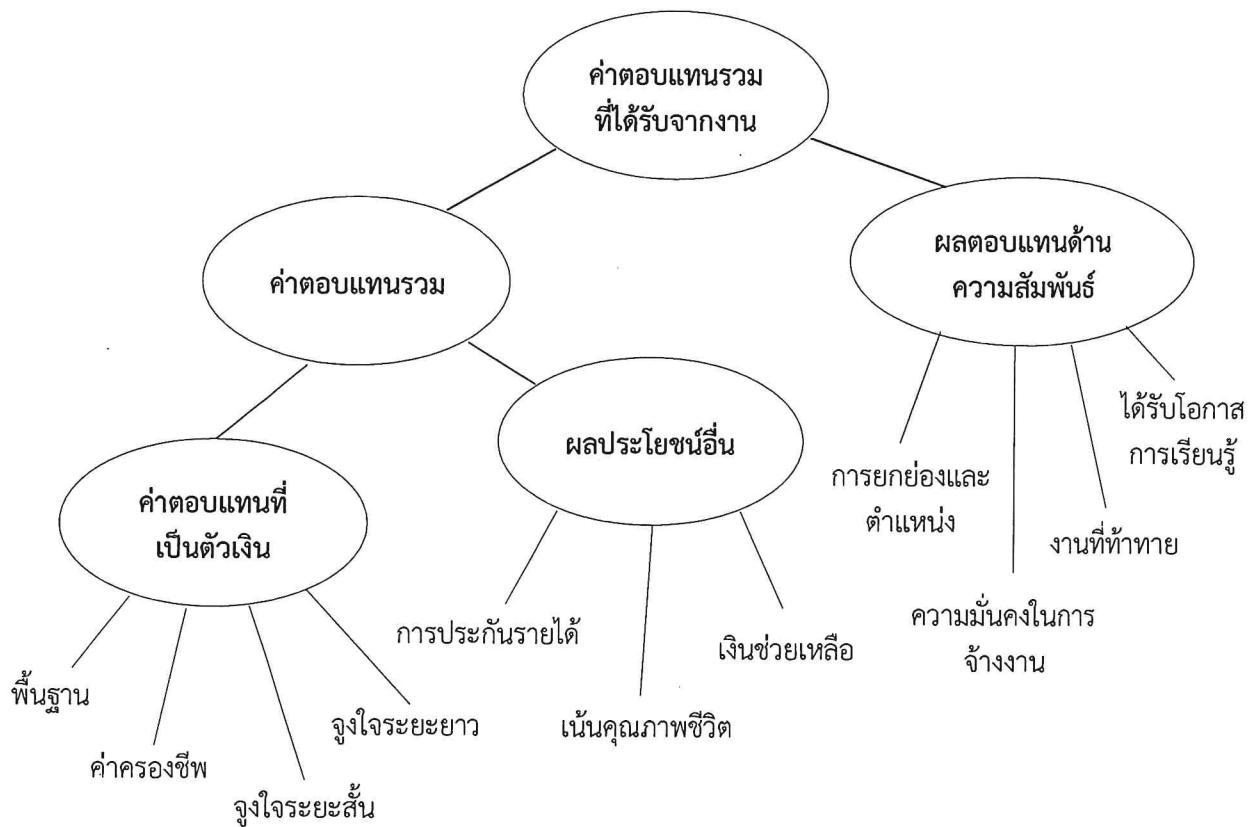 ค่าตอบแทนรวม
ที่ได้รับจากงาน
ค่าตอบแทนรวม
ผลตอบแทนด้าน
ความสัมพันธ์
ค่าตอบแทนที่
เป็นตัวเงิน
ผลประโยชน์อื่น
พื้นฐาน
ค่าครองชีพ
จูงใจระยะสั้น
จูงใจระยะยาว
การประกันรายได้
เน้นคุณภาพชีวิต
เงินช่วยเหลือ
การยกย่องและ
ตำแหน่ง
ความมั่นคงในการ
จ้างงาน
งานที่ท้าทาย
ได้รับโอกาส
การเรียนรู้